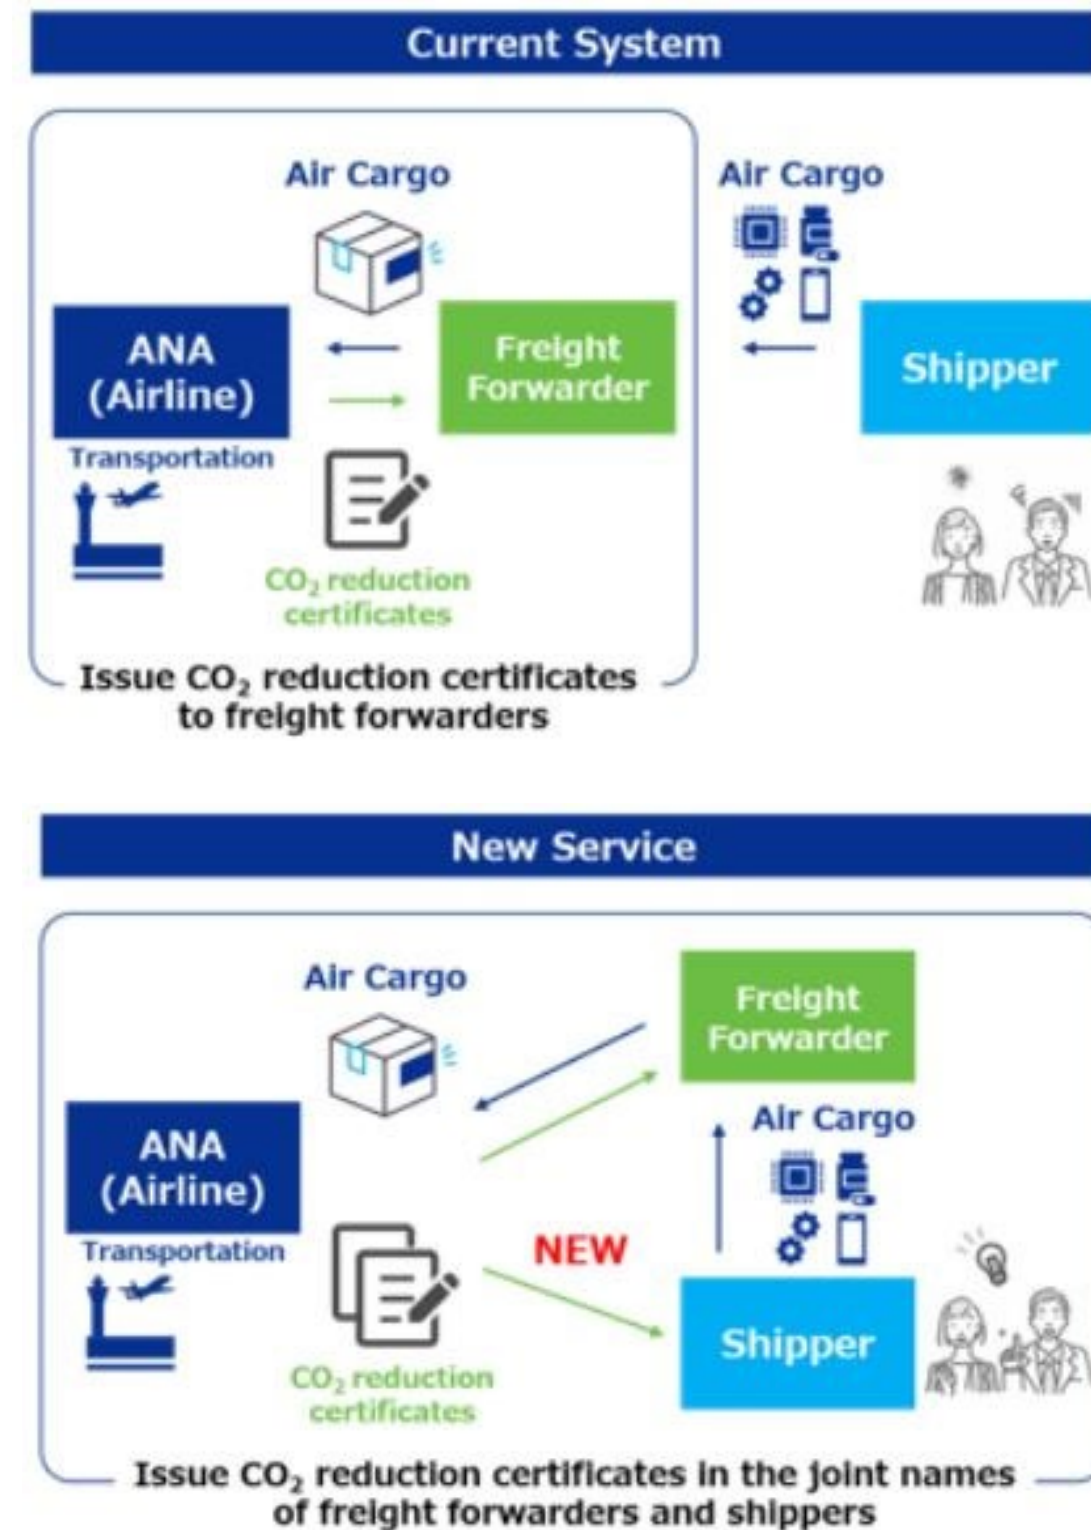 Current System
Air Cargo
Air Cargo
ANA
(Airline)
Freight
Forwarder
Shipper
Transportation
CO₂ reduction
certificates
Issue CO₂ reduction certificates
to freight forwarders
New Service
Air Cargo
Freight
Forwarder
ANA
(Airline)
Air Cargo
Transportation
NEW
Shipper
CO₂ reduction
certificates
Issue CO₂ reduction certificates in the joint names
of freight forwarders and shippers